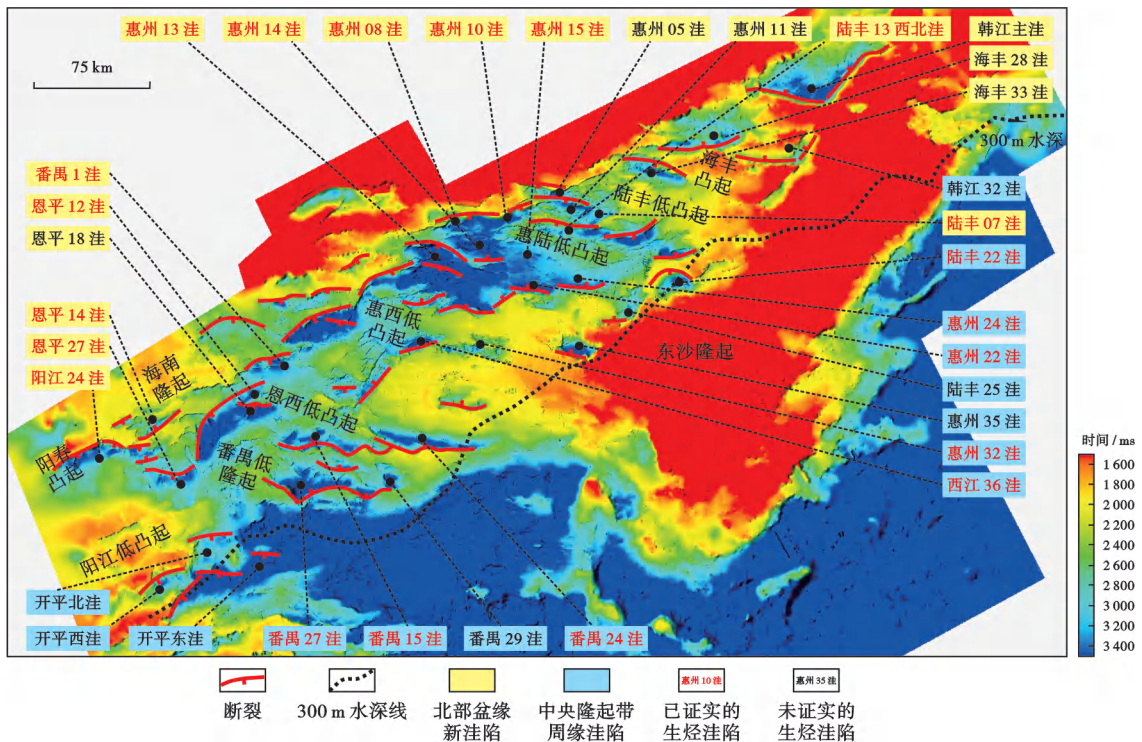 惠州 13 洼
惠州 14 洼
惠州 08 洼
惠州 10 洼
惠州 15 洼
惠州 05 洼
惠州 11 洼
陆丰 13 西北洼
韩江主洼
海丰 28 洼
海丰 33 洼
75 km
300 m 水深
番禺 1 洼
恩平 12 洼
恩平 18 洼
恩平 14 洼
恩平 27 洼
阳江 24 洼
海丰
凸起
陆丰低凸起
惠陆低凸起
惠西低
凸起
东沙隆起
海南
隆起
恩西低凸起
阳春
凸起
番禺低
隆起
阳江低凸起
韩江 32 洼
陆丰 07 洼
陆丰 22 洼
惠州 24 洼
惠州 22 洼
陆丰 25 洼
惠州 35 洼
惠州 32 洼
西江 36 洼
时间 / ms
1 600
1 800
2 000
2 200
2 400
2 600
2 800
3 000
3 200
3 400
开平北洼
开平西洼
开平东洼
番禺 27 洼
番禺 15 洼
番禺 29 洼
番禺 24 洼
惠州 10 洼
惠州 35 洼
断裂
300 m 水深线
北部盆缘
新洼陷
中央隆起带
周缘洼陷
已证实的
生烃洼陷
未证实的
生烃洼陷